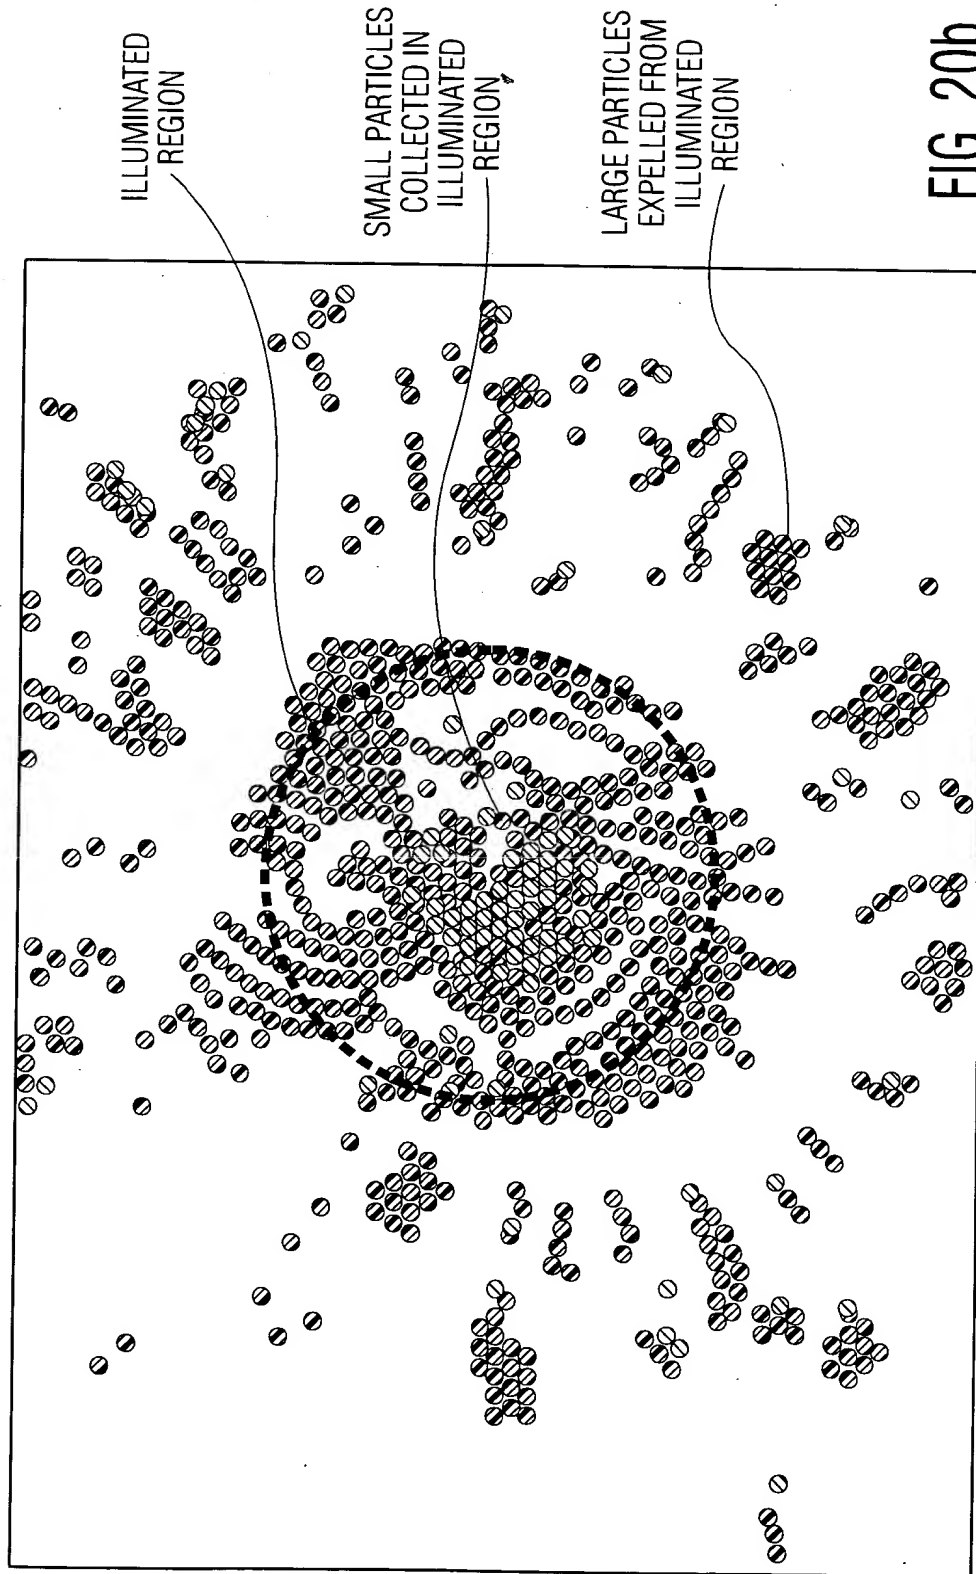 ILLUMINATED
REGION
SMALL PARTICLES
COLLECTED IN
ILLUMINATED
REGION
LARGE PARTICLES
EXPELLED FROM
ILLUMINATED
REGION
FIG 20b